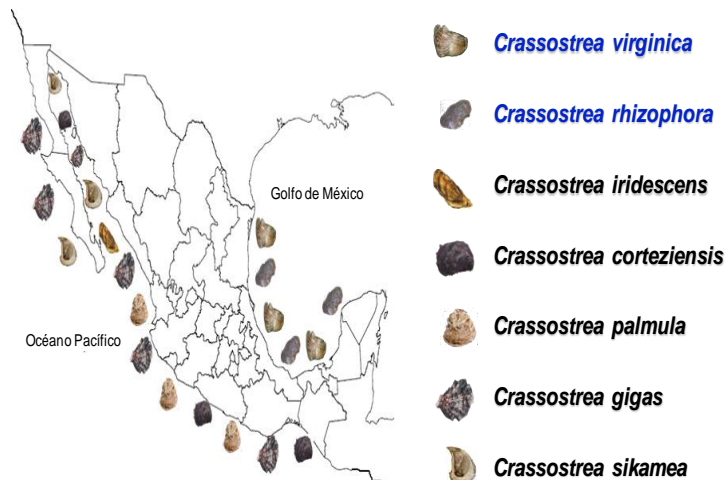 Golfo de México
Océano Pacífico
Crassostrea virginica
Crassostrea rhizophora
Crassostrea iridescens
Crassostrea corteziensis
Crassostrea palmula
Crassostrea gigas
Crassostrea sikamea